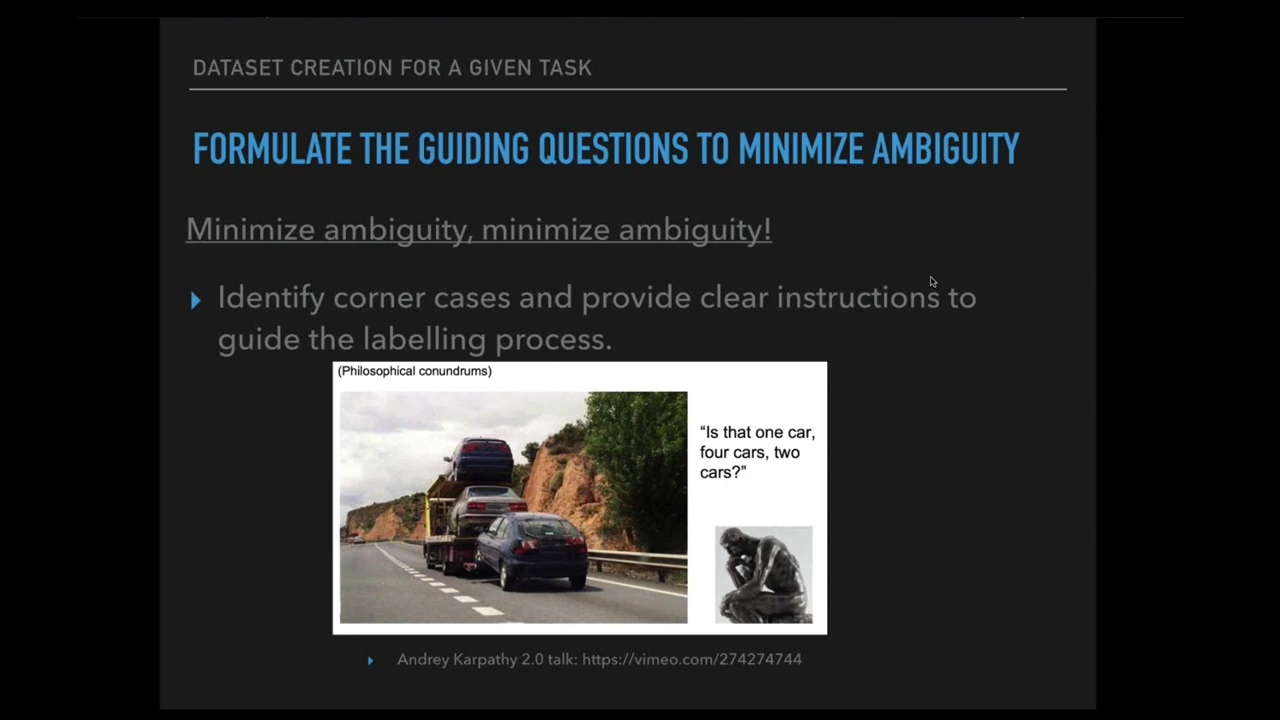 DATASET CREATION FOR A GIVEN TASK
FORMULATE THE GUIDING QUESTIONS TO MINIMIZE AMBIGUITY
Minimize ambiguity, minimize ambiguity!
Identify corner cases and provide clear instructions to
guide the labelling process.
(Philosophical conundrums)
“Is that one car,
four cars, two
cars?”
Andrey Karpathy 2.0 talk: https://vimeo.com/274274744